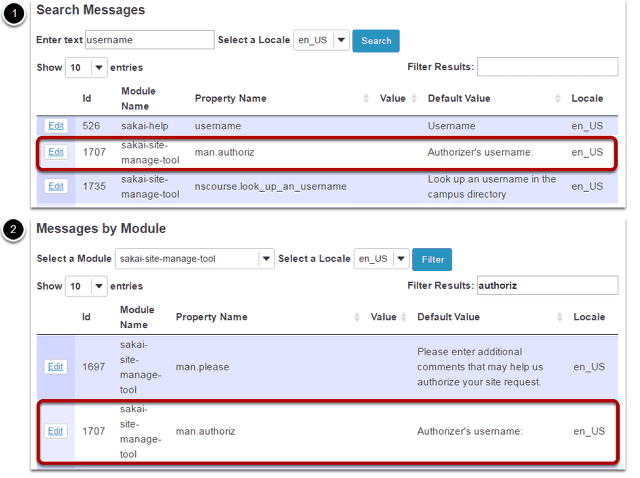 1
Search Messages
Enter text username Select a Locale en_US Search
Show 10 entries Filter Results:
Id Module Name Property Name Value Default Value Locale
Edit 526 sakai-help username Username en_US
Edit 1707 sakai-site-manage-tool man.authoriz Authorizer's username: en_US
Edit 1735 sakai-site-manage-tool nscourse.look_up_an_username Look up an username in the campus directory en_US
2
Messages by Module
Select a Module sakai-site-manage-tool Select a Locale en_US Filter
Show 10 entries Filter Results: authoriz
Id Module Name Property Name Value Default Value Locale
Edit 1697 sakai-site-manage-tool man.please Please enter additional comments that may help us authorize your site request. en_US
Edit 1707 sakai-site-manage-tool man.authoriz Authorizer's username: en_US